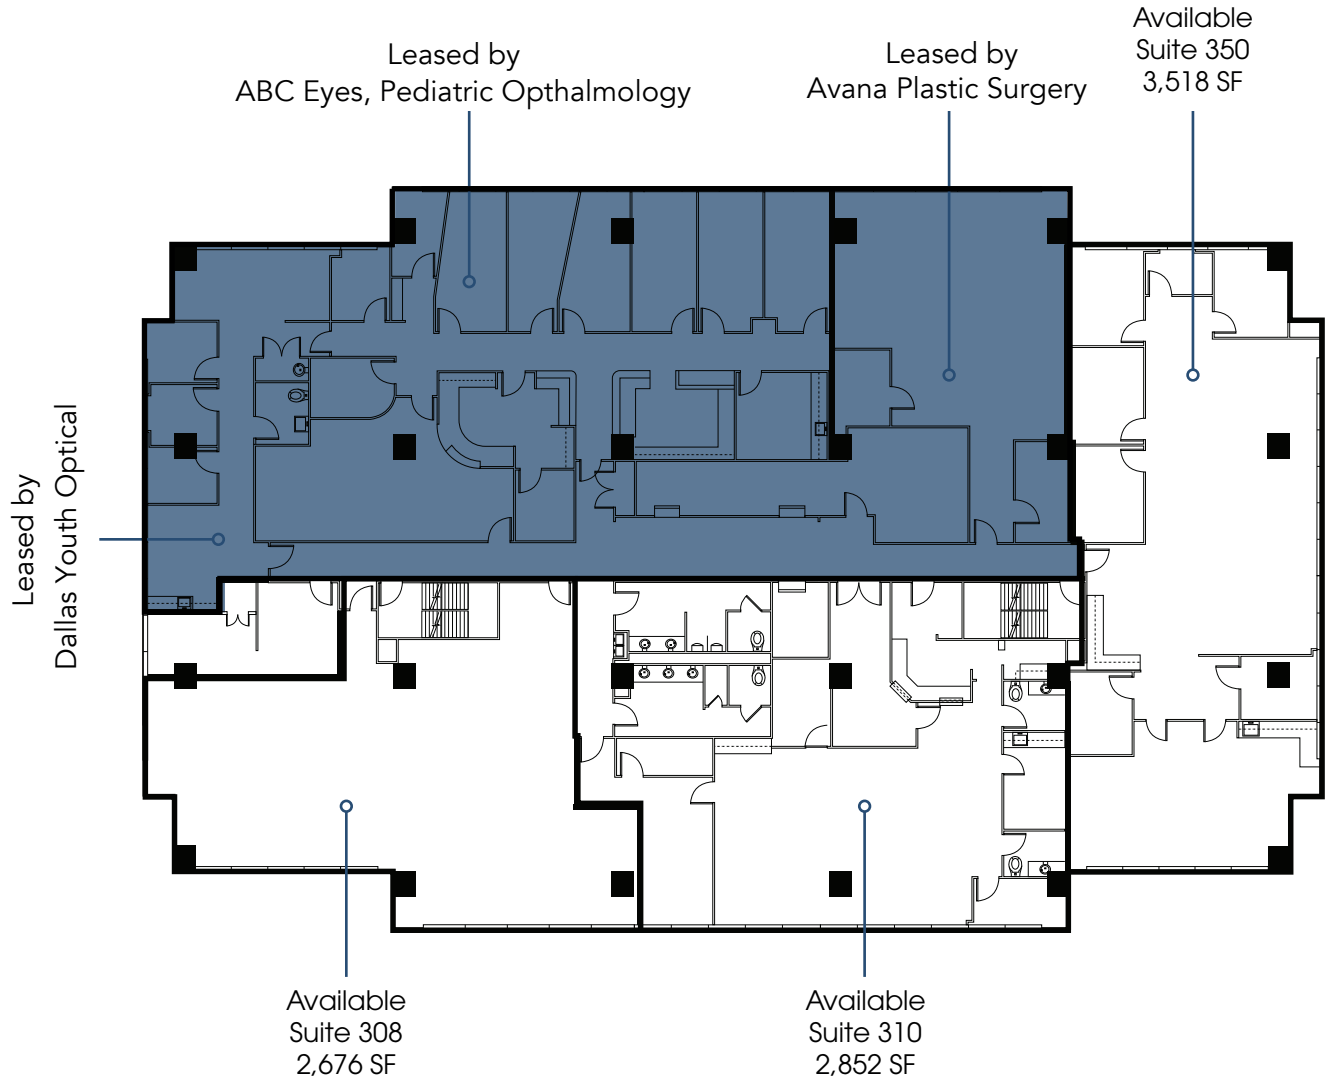 Leased by
ABC Eyes, Pediatric Opthalmology
Leased by
Avana Plastic Surgery
Available
Suite 350
3,518 SF
Leased by
Dallas Youth Optical
Available
Suite 308
2,676 SF
Available
Suite 310
2,852 SF